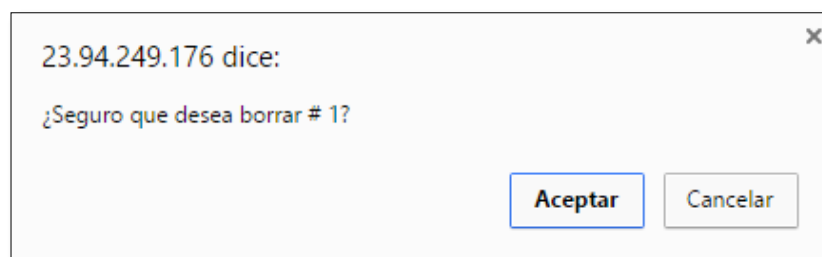 23.94.249.176 dice:
¿Seguro que desea borrar # 1?
Aceptar Cancelar